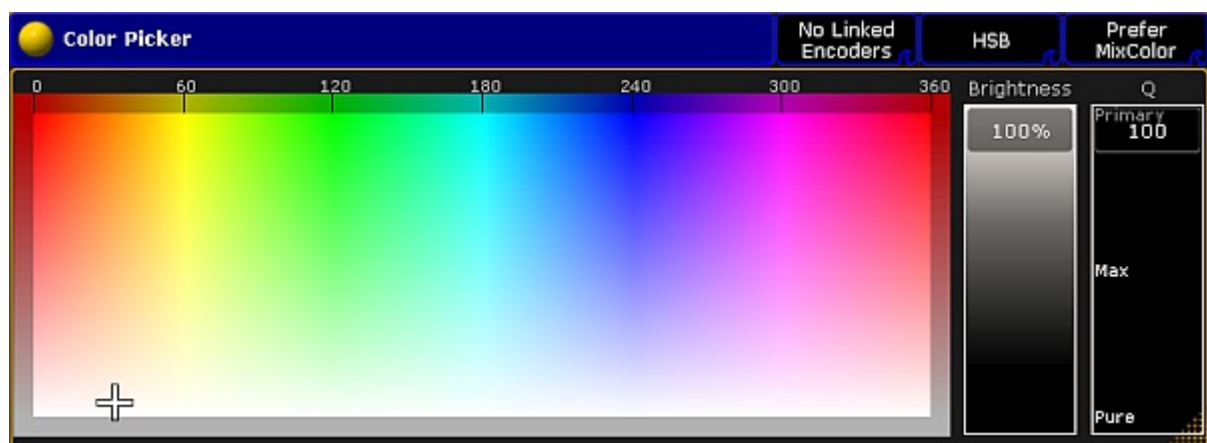 Color Picker
No Linked
Encoders
HSB
Prefer
MixColor
0 60 120 180 240 300 360
Brightness
Q
100%
Primary
100
Max
Pure